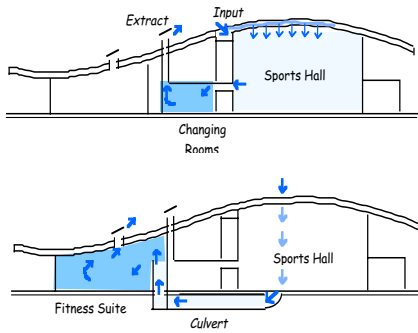 Extract
Input
Sports Hall
Changing
Rooms
Sports Hall
Fitness Suite
Culvert